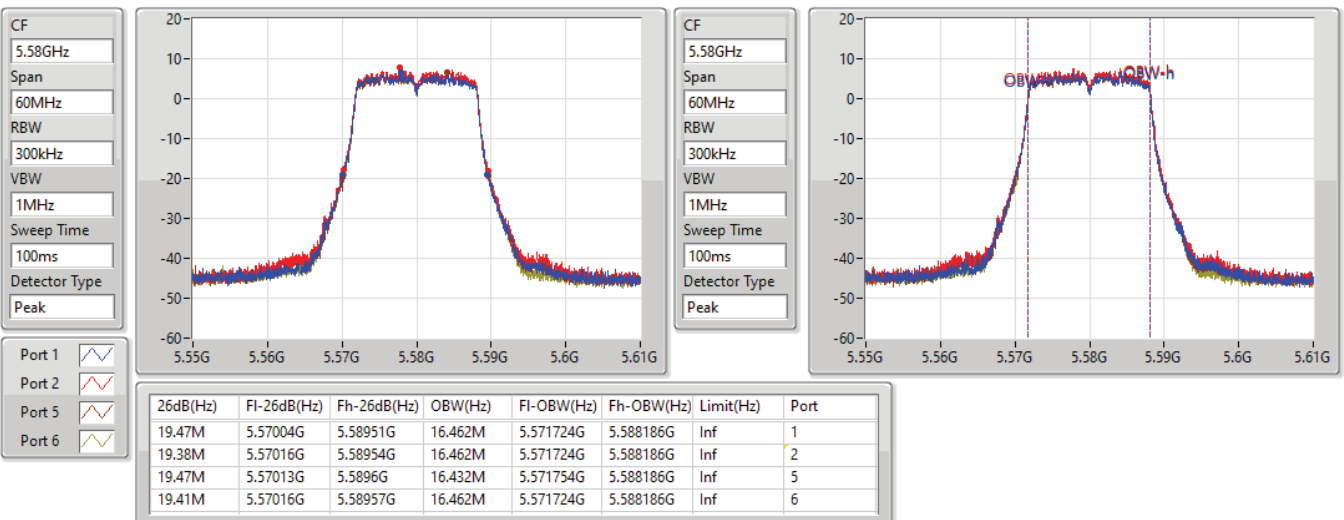 CF
5.58GHz
Span
60MHz
RBW
300kHz
VBW
1MHz
Sweep Time
100ms
Detector Type
Peak
20
10
0
-10
-20
-30
-40
-50
-60
5.55G 5.56G 5.57G 5.58G 5.59G 5.6G 5.61G
CF
5.58GHz
Span
60MHz
RBW
300kHz
VBW
1MHz
Sweep Time
100ms
Detector Type
Peak
20
10
0
-10
-20
-30
-40
-50
-60
OBW-h
5.55G 5.56G 5.57G 5.58G 5.59G 5.6G 5.61G
Port 1
Port 2
Port 5
Port 6
26dB(Hz) Fl-26dB(Hz) Fh-26dB(Hz) OBW(Hz) Fl-OBW(Hz) Fh-OBW(Hz) Limit(Hz) Port
19.47M 5.57004G 5.58951G 16.462M 5.571724G 5.588186G Inf 1
19.38M 5.57016G 5.58954G 16.462M 5.571724G 5.588186G Inf 2
19.47M 5.57013G 5.5896G 16.432M 5.571754G 5.588186G Inf 5
19.41M 5.57016G 5.58957G 16.462M 5.571724G 5.588186G Inf 6